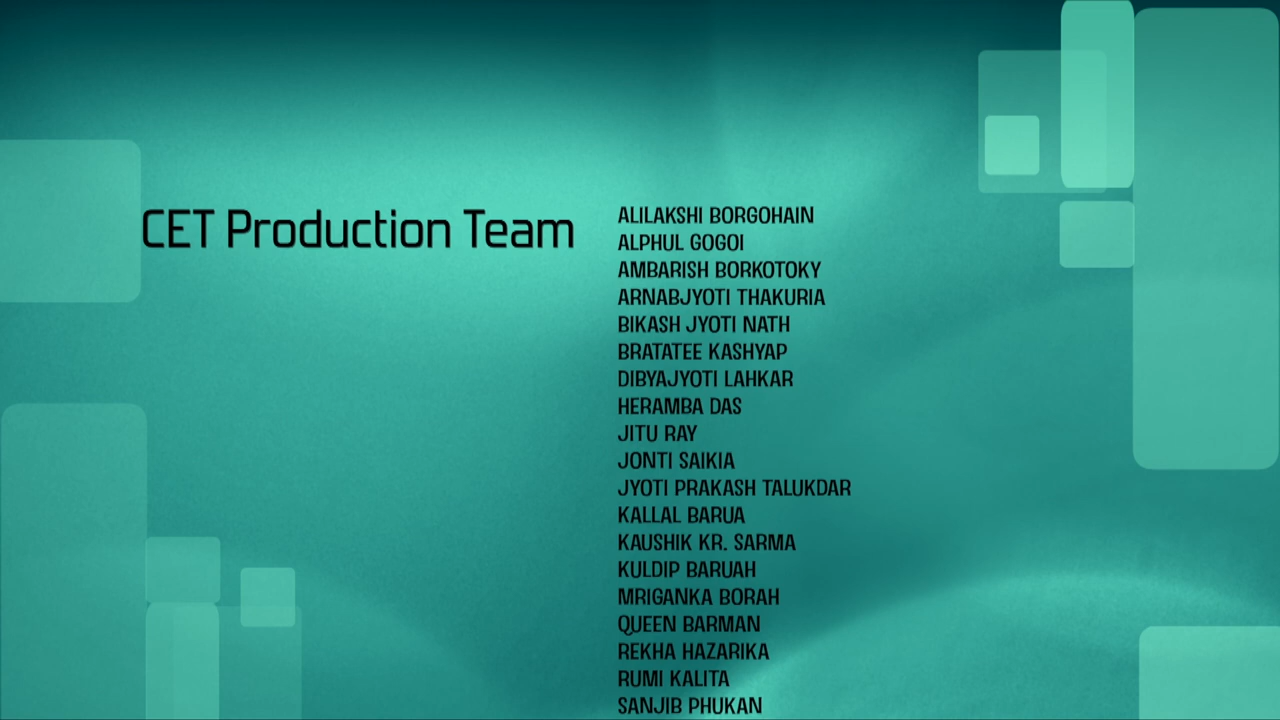 CET Production Team
ALILAKSHI BORGOHAIN
ALPHUL GOGOI
AMBARISH BORKOTOKY
ARNABJYOTI THAKURIA
BIKASH JYOTI NATH
BRATATEE KASHYAP
DIBYAJYOTI LAHKAR
HERAMBA DAS
JITU RAY
JONTI SAIKIA
JYOTI PRAKASH TALUKDAR
KALLAL BARUA
KAUSHIK KR. SARMA
KULDIP BARUAH
MRIGANKA BORAH
QUEEN BARMAN
REKHA HAZARIKA
RUMI KALITA
SANJIB PHUKAN